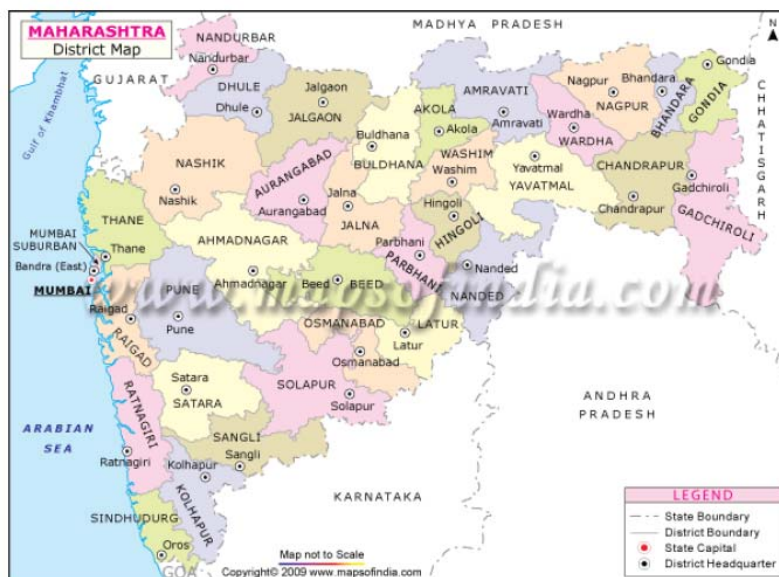 MAHARASHTRA
District Map
MADHYA PRADESH
N
GUJARAT
Gulf of Khambhat
NANDURBAR
Nandurbar
DHULE
Dhule
Jalgaon
JALGAON
Buldhana
BULDHANA
AKOLA
Akola
AMRAVATI
Amravati
WASHIM
Washim
Wardha
WARDHA
Nagpur
NAGPUR
Bhandara
BHANDARA
Gondia
GONDIA
CHHATISGARH
NASHIK
Nashik
AURANGABAD
Aurangabad
Jalna
JALNA
Hingoli
HINGOLI
Yavatmal
YAVATMAL
CHANDRAPUR
Chandrapur
Gadchiroli
GADCHIROLI
THANE
Thane
MUMBAI
SUBURBAN
Bandra (East)
MUMBAI
AHMADNAGAR
Ahmadnagar
Parbhani
PARBHANI
Nanded
NANDED
Beed
BEED
www.mapsofindia.com
Raigad
RAIGAD
PUNE
Pune
OSMANABAD
Osmanabad
LATUR
Latur
Satara
SATARA
SOLAPUR
Solapur
ANDHRA
PRADESH
ARABIAN
SEA
RATNAGIRI
Ratnagiri
SANGLI
Sangli
Kolhapur
KOLHAPUR
KARNATAKA
SINDHUDURG
Oros
GOA
Map not to Scale
Copyright© 2009 www.mapsofindia.com
LEGEND
State Boundary
District Boundary
State Capital
District Headquarter